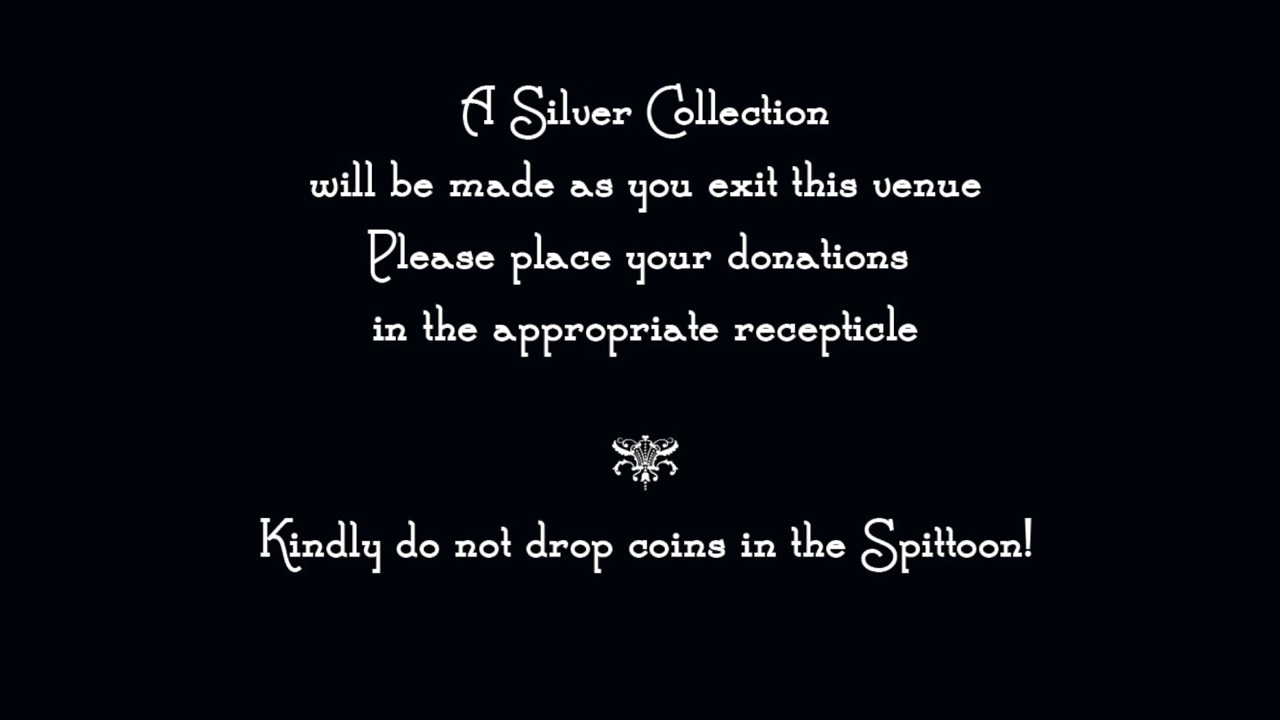 A Silver Collection
will be made as you exit this venue
Please place your donations
in the appropriate recepticle
Kindly do not drop coins in the Spittoon!